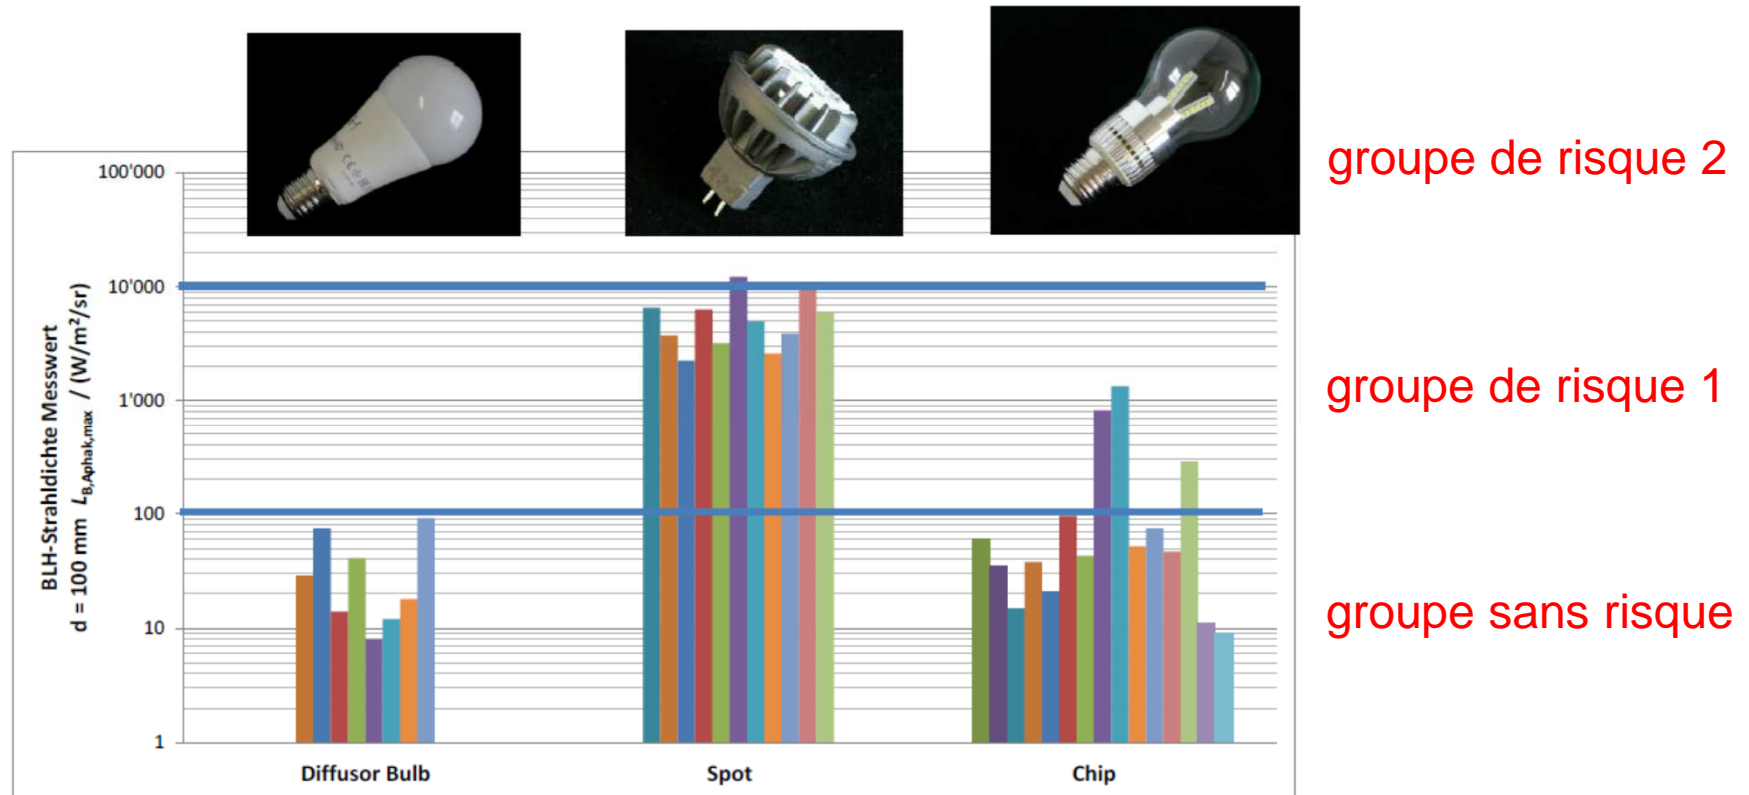 groupe de risque 2
groupe de risque 1
groupe sans risque
BLH-Strahldichte Messwert
d = 100 mm L_B,Aphak,max / (W/m²/sr)
100'000
10'000
1'000
100
10
1
Diffusor Bulb
Spot
Chip